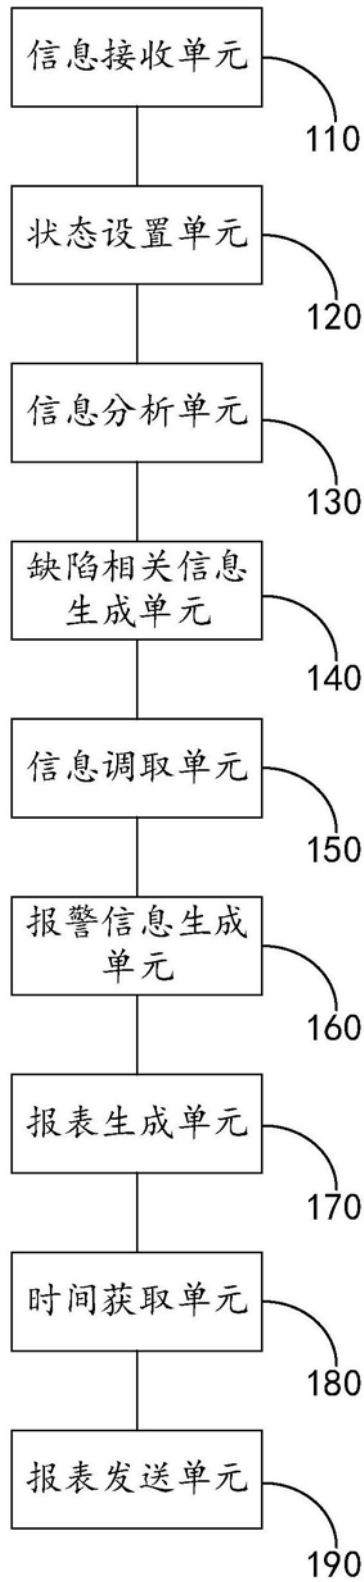 信息接收单元
110
状态设置单元
120
信息分析单元
130
缺陷相关信息
生成单元
140
信息调取单元
150
报警信息生成
单元
160
报表生成单元
170
时间获取单元
180
报表发送单元
190